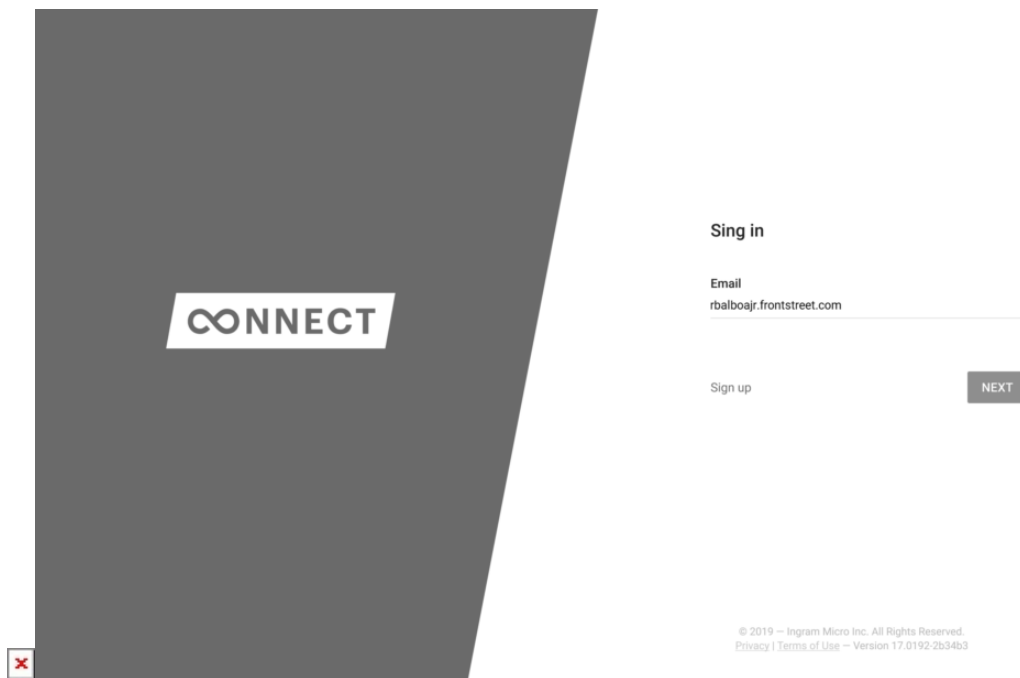 CONNECT
Sing in
Email
rbalboajr.frontstreet.com
Sign up
NEXT
© 2019 — Ingram Micro Inc. All Rights Reserved.
Privacy | Terms of Use — Version 17.0192-2b34b3